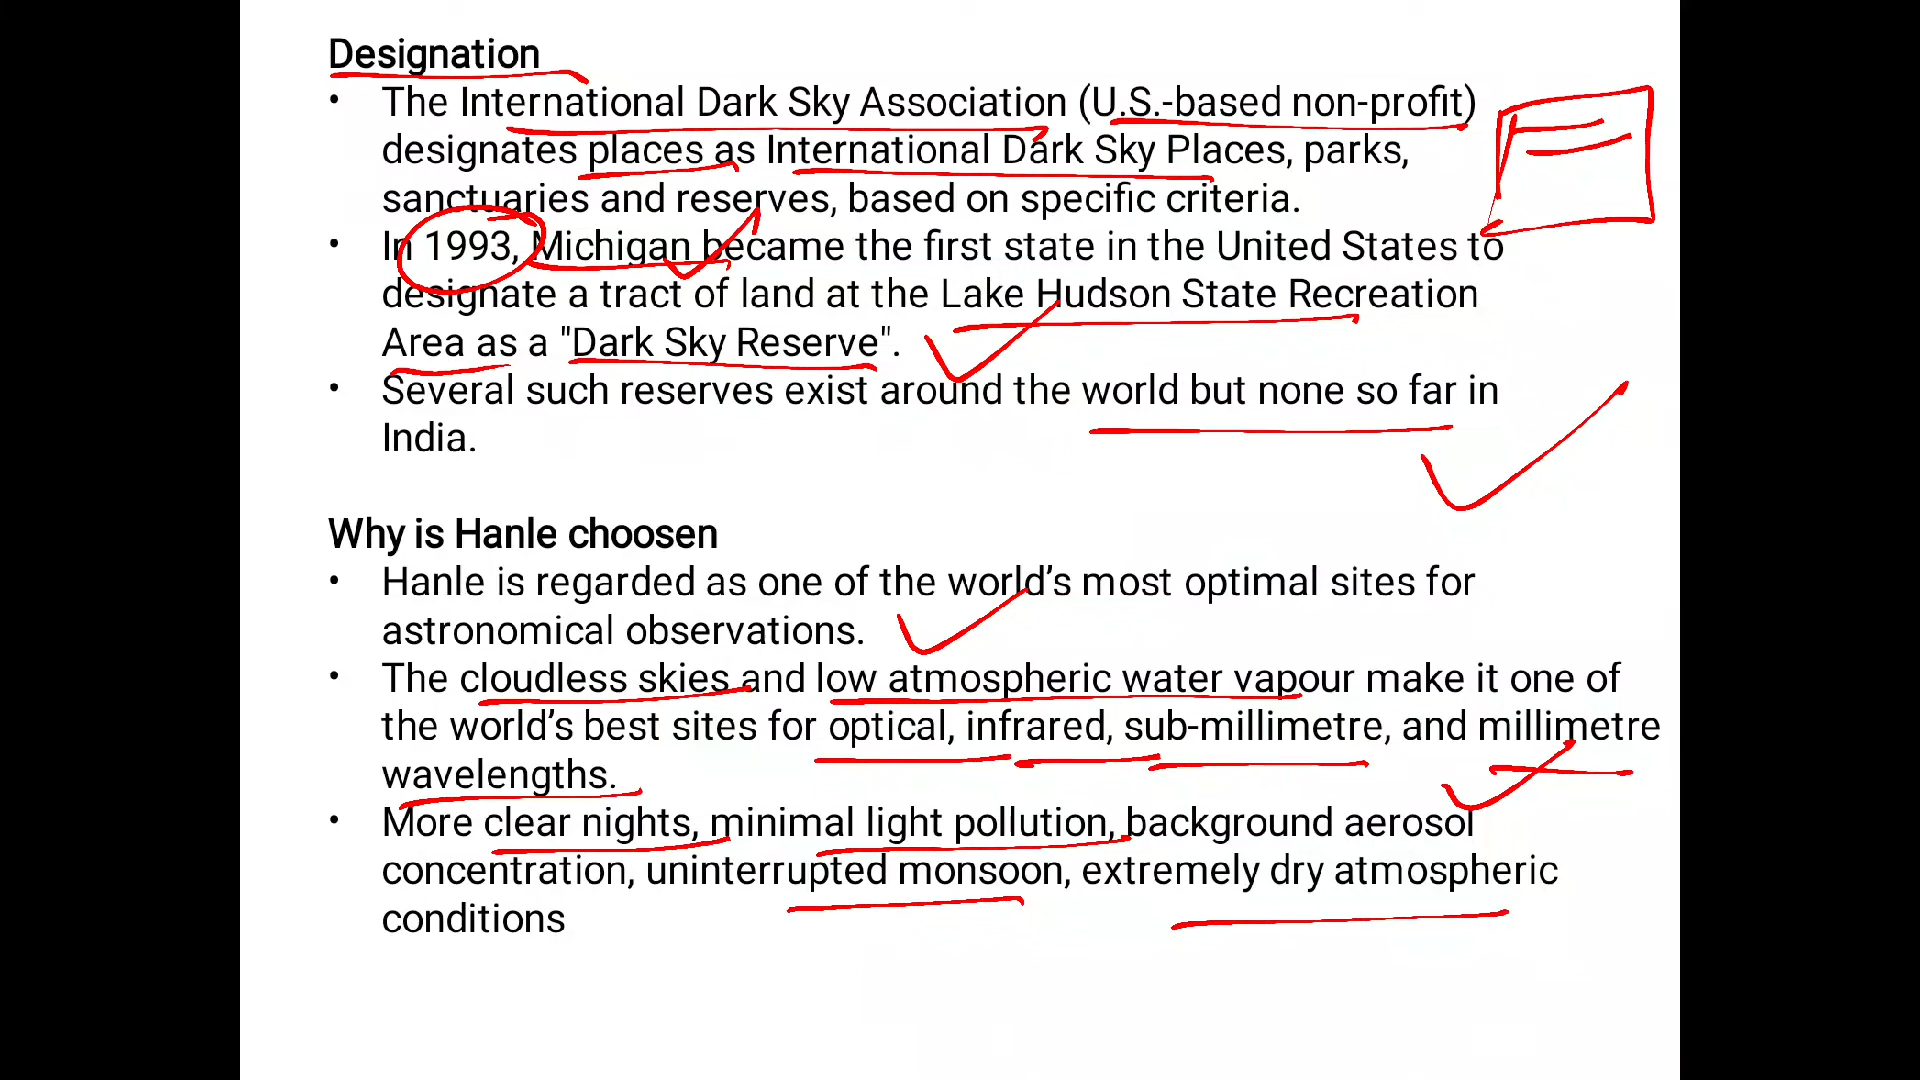 Designation
• The International Dark Sky Association (U.S.-based non-profit)
designates places as International Dark Sky Places, parks,
sanctuaries and reserves, based on specific criteria.
• In 1993, Michigan became the first state in the United States to
designate a tract of land at the Lake Hudson State Recreation
Area as a "Dark Sky Reserve".
• Several such reserves exist around the world but none so far in
India.
Why is Hanle choosen
• Hanle is regarded as one of the world’s most optimal sites for
astronomical observations.
• The cloudless skies and low atmospheric water vapour make it one of
the world’s best sites for optical, infrared, sub-millimetre, and millimetre
wavelengths.
• More clear nights, minimal light pollution, background aerosol
concentration, uninterrupted monsoon, extremely dry atmospheric
conditions